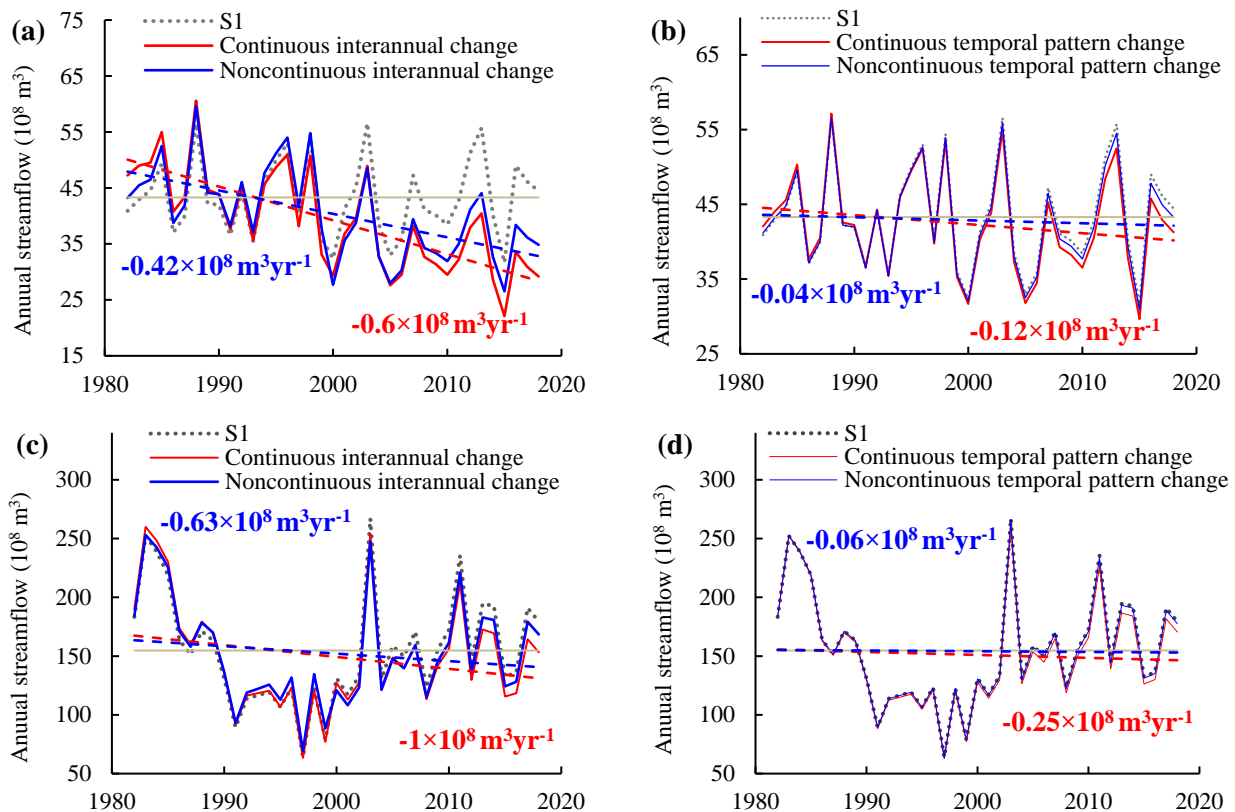 (a)
S1
Continuous interannual change
Noncontinuous interannual change
Anual streamflow (10⁸ m³)
75
65
55
45
35
25
15
-0.42×10⁸ m³yr⁻¹
-0.6×10⁸ m³yr⁻¹
1980 1990 2000 2010 2020
(b)
S1
Continuous temporal pattern change
Noncontinuous temporal pattern change
Anual streamflow (10⁸ m³)
65
45
25
-0.04×10⁸ m³yr⁻¹
-0.12×10⁸ m³yr⁻¹
1980 1990 2000 2010 2020
(c)
S1
Continuous interannual change
Noncontinuous interannual change
Anuual streamflow (10⁸ m³)
300
250
200
150
100
50
-0.63×10⁸ m³yr⁻¹
-1×10⁸ m³yr⁻¹
1980 1990 2000 2010 2020
(d)
S1
Continuous temporal pattern change
Noncontinuous temporal pattern change
Anuual streamflow (10⁸ m³)
300
250
200
150
100
50
-0.06×10⁸ m³yr⁻¹
-0.25×10⁸ m³yr⁻¹
1980 1990 2000 2010 2020